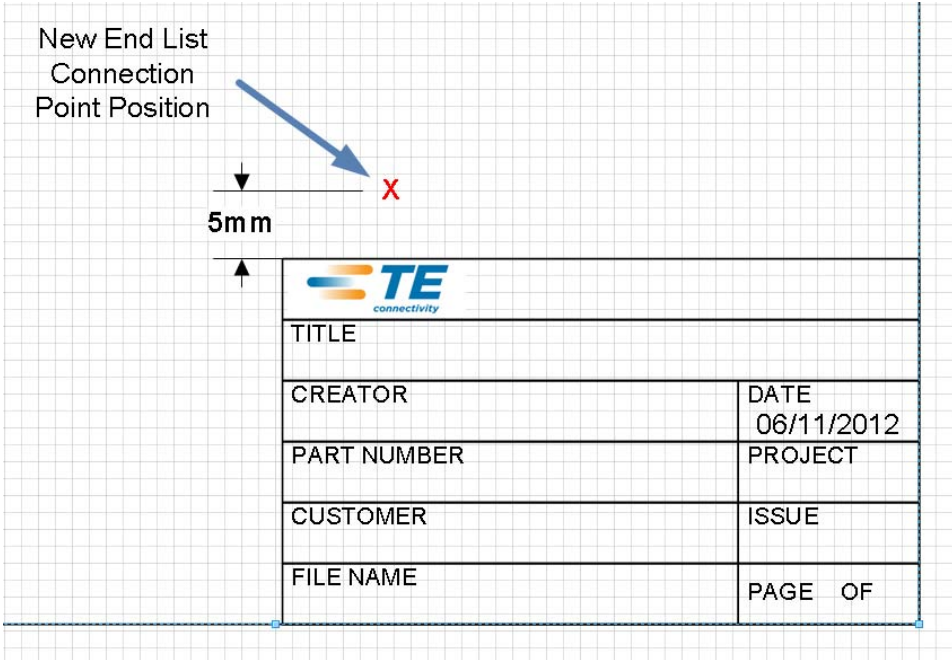 New End List
Connection
Point Position
X
5mm
TE
connectivity
TITLE
CREATOR
DATE
06/11/2012
PART NUMBER
PROJECT
CUSTOMER
ISSUE
FILE NAME
PAGE OF